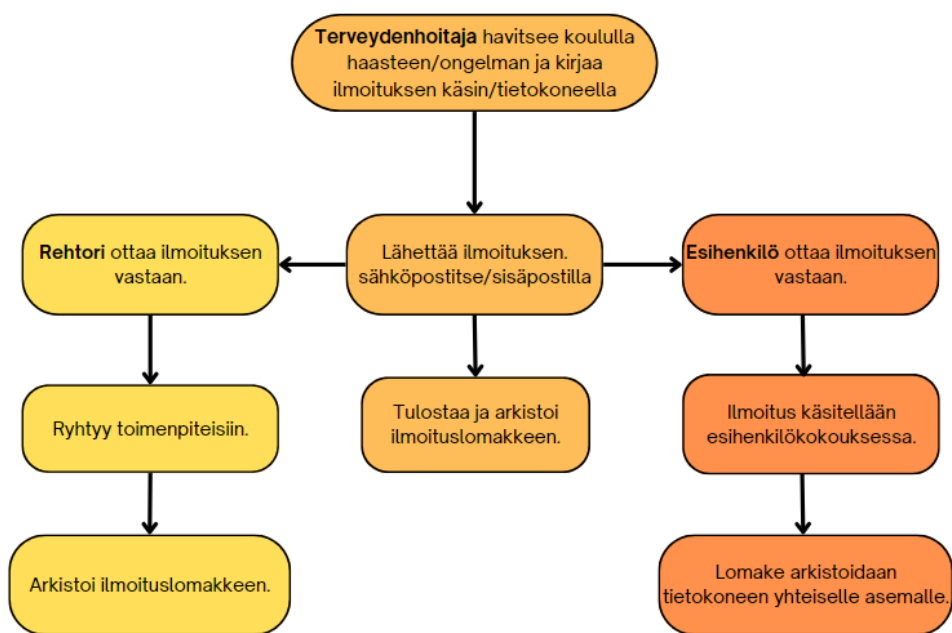 Terveydenhoitaja havitsee koululla
haasteen/ongelman ja kirjaa
ilmoituksen käsin/tietokoneella
Rehtori ottaa ilmoituksen
vastaan.
Lähettää ilmoituksen.
sähköpostitse/sisäpostilla
Esihenkilö ottaa ilmoituksen
vastaan.
Ryhtyy toimenpiteisiin.
Tulostaa ja arkistoi
ilmoituslomakkeen.
Ilmoitus käsitellään
esihenkilökokouksessa.
Arkistoi ilmoituslomakkeen.
Lomake arkistoidaan
tietokoneen yhteiselle asemalle.